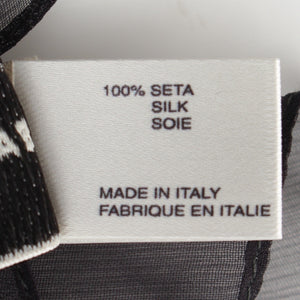 100% SETA
SILK
SOIE
MADE IN ITALY
FABRIQUE EN ITALIE